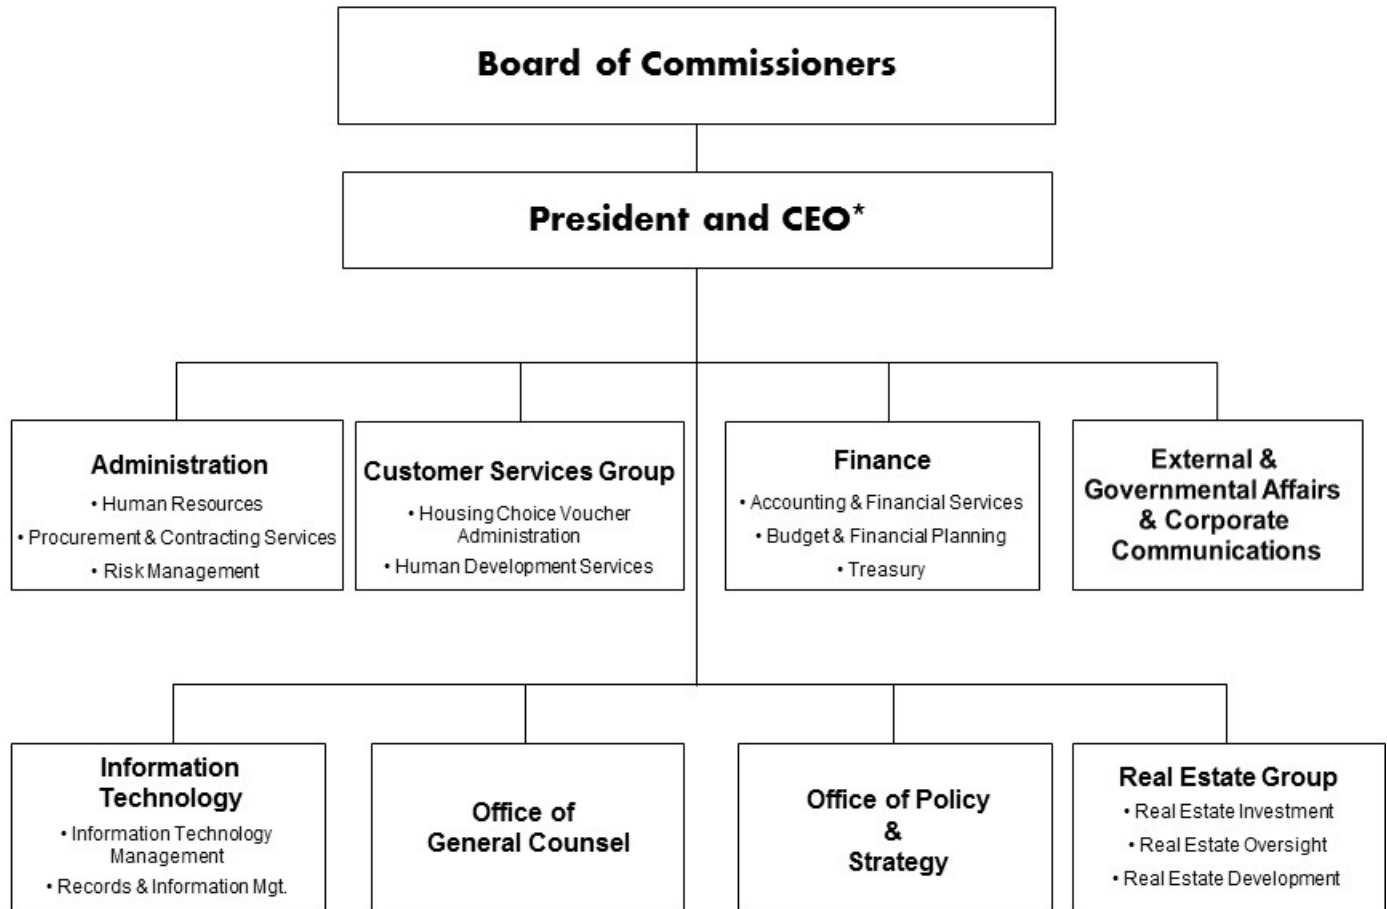 Board of Commissioners
President and CEO*
Administration
• Human Resources
• Procurement & Contracting Services
• Risk Management
Customer Services Group
• Housing Choice Voucher
Administration
• Human Development Services
Finance
• Accounting & Financial Services
• Budget & Financial Planning
• Treasury
External &
Governmental Affairs
& Corporate
Communications
Information
Technology
• Information Technology
Management
• Records & Information Mgt.
Office of
General Counsel
Office of Policy
&
Strategy
Real Estate Group
• Real Estate Investment
• Real Estate Oversight
• Real Estate Development